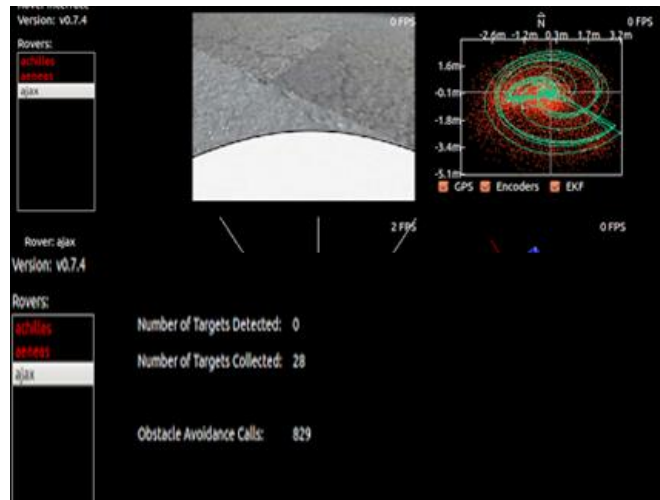 Rover Interface
Version: v0.7.4
0 FPS
N
0 FPS
-2.6m -1.2m 0.3m 1.7m 3.2m
Rovers:
achilles
aeneas
ajax
1.6m
-0.1m
-1.8m
-3.4m
-5.1m
GPS Encoders EKF
2 FPS
0 FPS
Rover: ajax
Version: v0.7.4
Rovers:
achilles
aeneas
ajax
Number of Targets Detected: 0
Number of Targets Collected: 28
Obstacle Avoidance Calls: 829